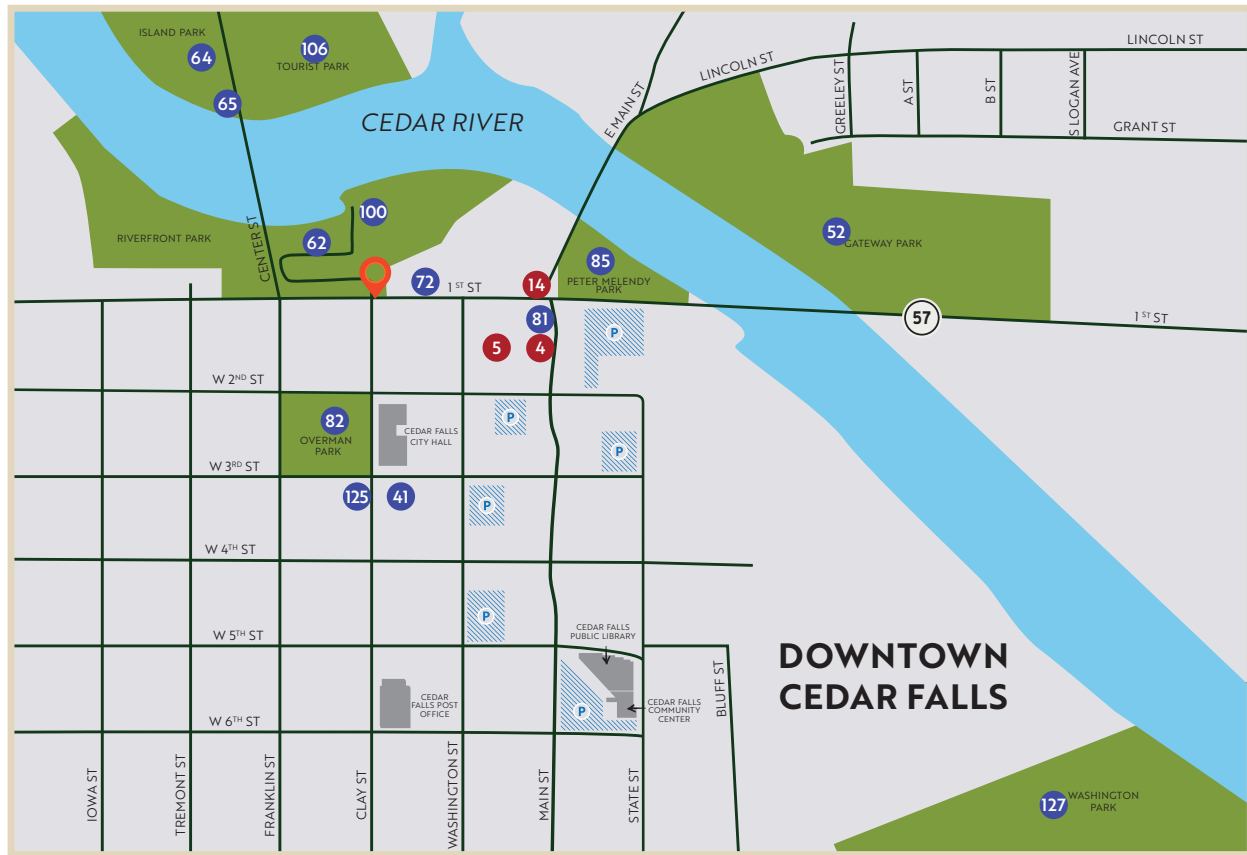 ISLAND PARK
64
106
TOURIST PARK
65
CEDAR RIVER
E MAIN ST
LINCOLN ST
LINCOLN ST
GREELEY ST
A ST
B ST
S LOGAN AVE
GRANT ST
RIVERFRONT PARK
CENTER ST
100
62
72
1ST ST
14
85
PETER MELENDY
PARK
52
GATEWAY PARK
57
1ST ST
81
5
4
P
W 2ND ST
82
OVERMAN
PARK
CEDAR FALLS
CITY HALL
P
P
W 3RD ST
125
41
P
W 4TH ST
P
W 5TH ST
CEDAR FALLS
PUBLIC LIBRARY
CEDAR
FALLS POST
OFFICE
P
CEDAR FALLS
COMMUNITY
CENTER
BLUFF ST
W 6TH ST
DOWNTOWN
CEDAR FALLS
IOWA ST
TREMONT ST
FRANKLIN ST
CLAY ST
WASHINGTON ST
MAIN ST
STATE ST
127
WASHINGTON
PARK